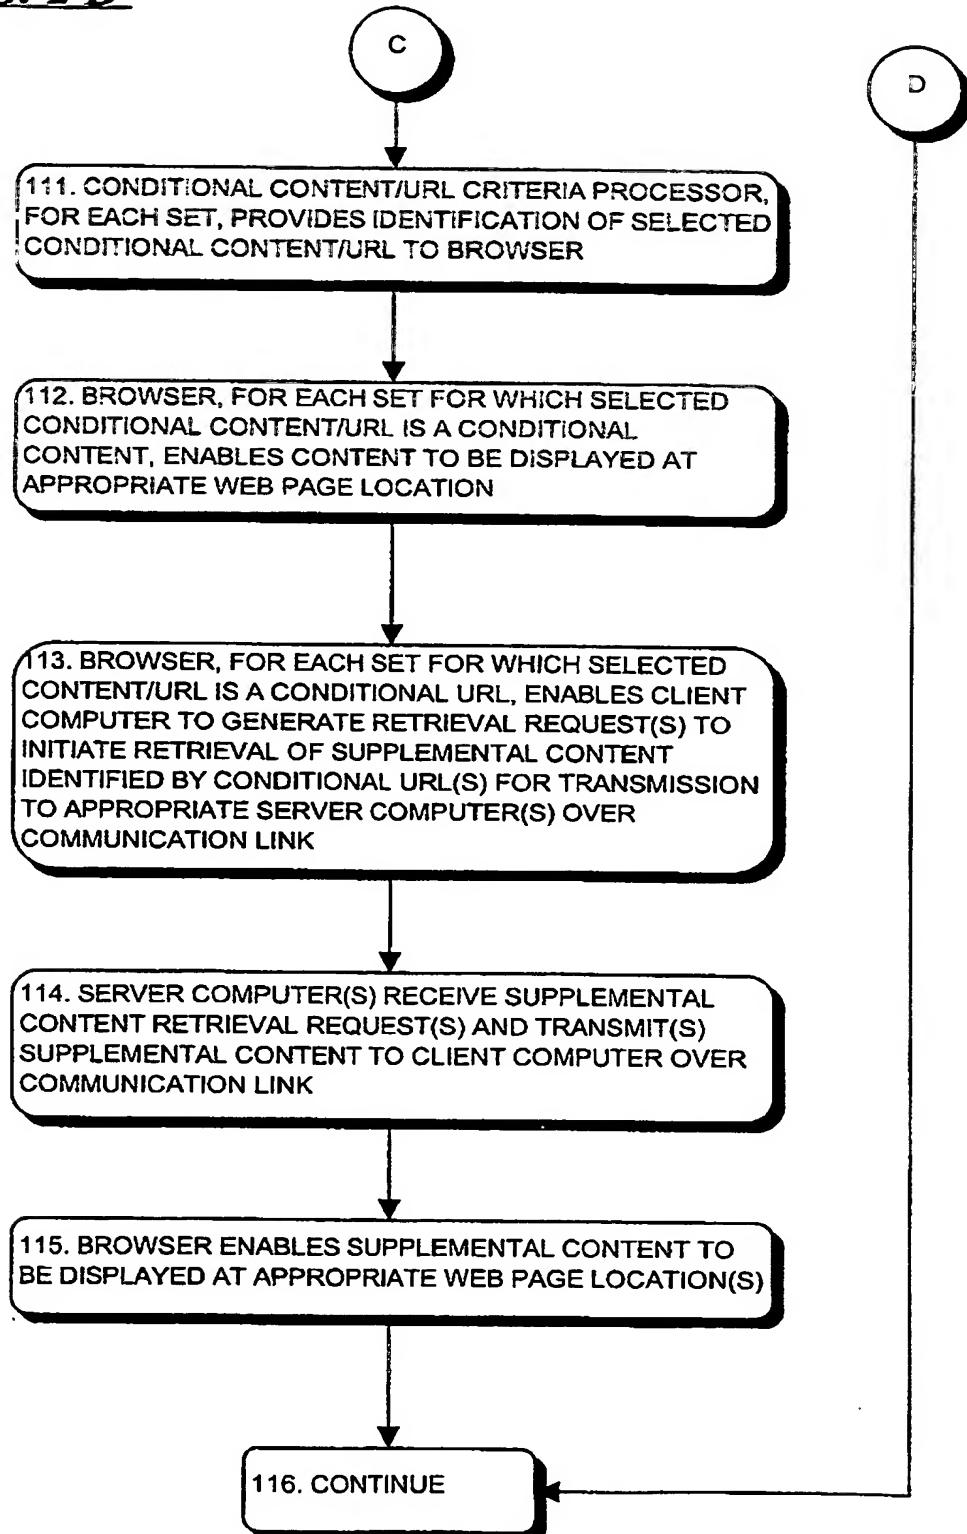 C
D
111. CONDITIONAL CONTENT/URL CRITERIA PROCESSOR,
FOR EACH SET, PROVIDES IDENTIFICATION OF SELECTED
CONDITIONAL CONTENT/URL TO BROWSER
112. BROWSER, FOR EACH SET FOR WHICH SELECTED
CONDITIONAL CONTENT/URL IS A CONDITIONAL
CONTENT, ENABLES CONTENT TO BE DISPLAYED AT
APPROPRIATE WEB PAGE LOCATION
113. BROWSER, FOR EACH SET FOR WHICH SELECTED
CONTENT/URL IS A CONDITIONAL URL, ENABLES CLIENT
COMPUTER TO GENERATE RETRIEVAL REQUEST(S) TO
INITIATE RETRIEVAL OF SUPPLEMENTAL CONTENT
IDENTIFIED BY CONDITIONAL URL(S) FOR TRANSMISSION
TO APPROPRIATE SERVER COMPUTER(S) OVER
COMMUNICATION LINK
114. SERVER COMPUTER(S) RECEIVE SUPPLEMENTAL
CONTENT RETRIEVAL REQUEST(S) AND TRANSMIT(S)
SUPPLEMENTAL CONTENT TO CLIENT COMPUTER OVER
COMMUNICATION LINK
115. BROWSER ENABLES SUPPLEMENTAL CONTENT TO
BE DISPLAYED AT APPROPRIATE WEB PAGE LOCATION(S)
116. CONTINUE